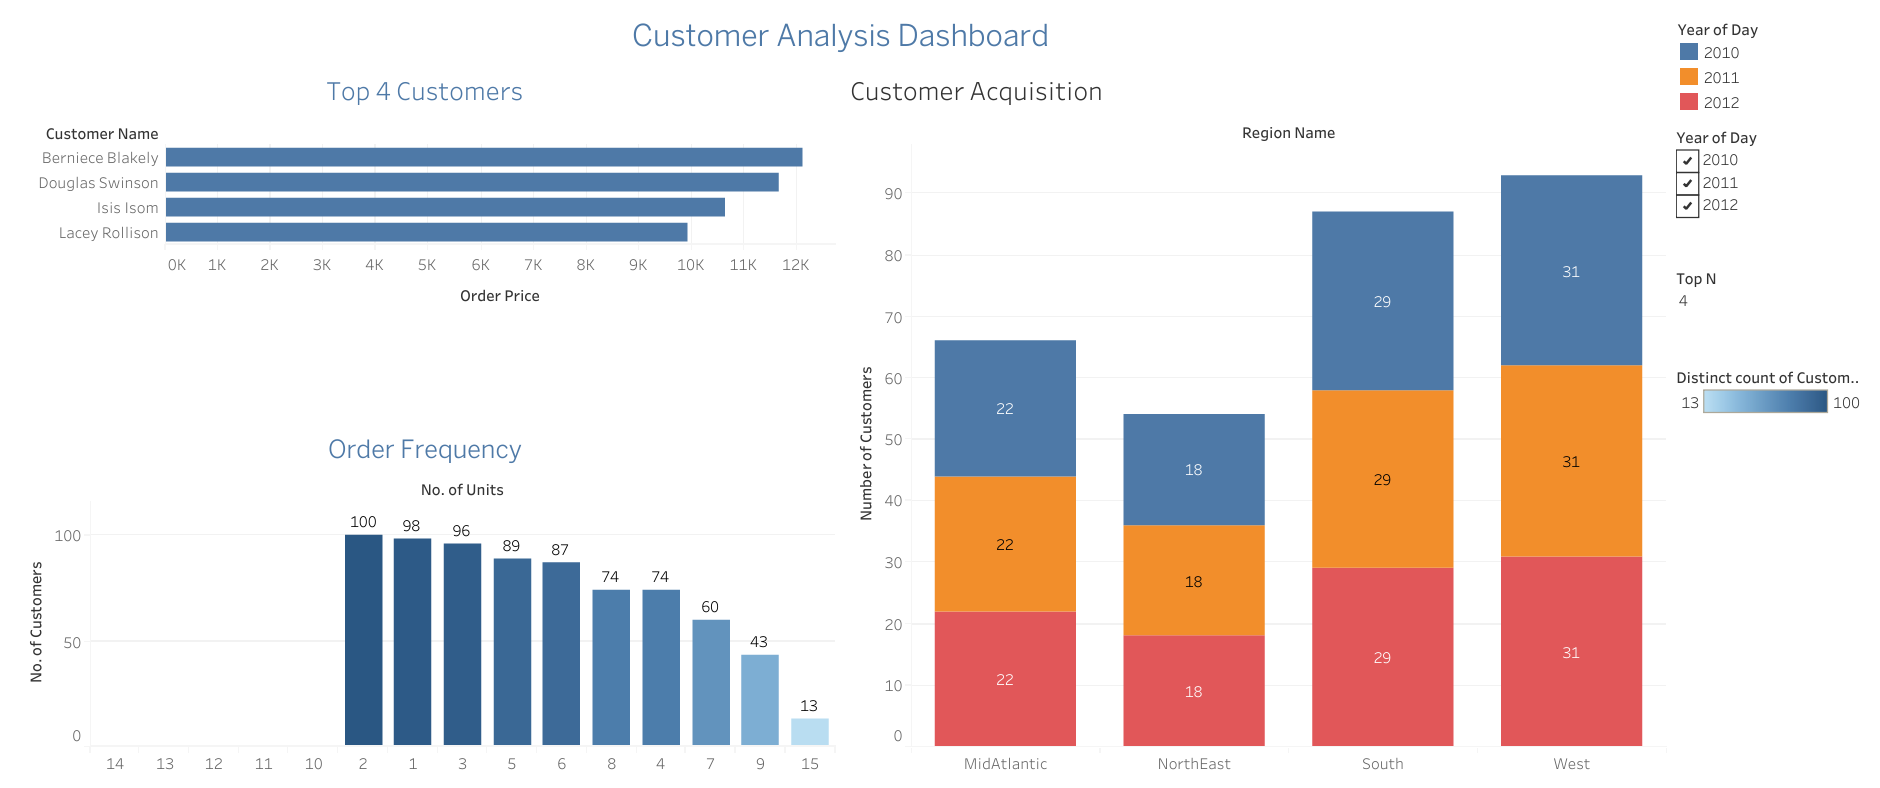 Customer Analysis Dashboard
Top 4 Customers
Customer Name
Berniece Blakely
Douglas Swinson
Isis Isom
Lacey Rollison
0K 1K 2K 3K 4K 5K 6K 7K 8K 9K 10K 11K 12K
Order Price
Order Frequency
No. of Units
No. of Customers
100
50
0
100 98 96 89 87 74 74 60 43 13
14 13 12 11 10 2 1 3 5 6 8 4 7 9 15
Customer Acquisition
Region Name
Number of Customers
90
80
70
60
50
40
30
20
10
0
22 18 29 31
22 18 29 31
22 18 29 31
MidAtlantic NorthEast South West
Year of Day
2010
2011
2012
Year of Day
2010
2011
2012
Top N
4
Distinct count of Custom..
13 100